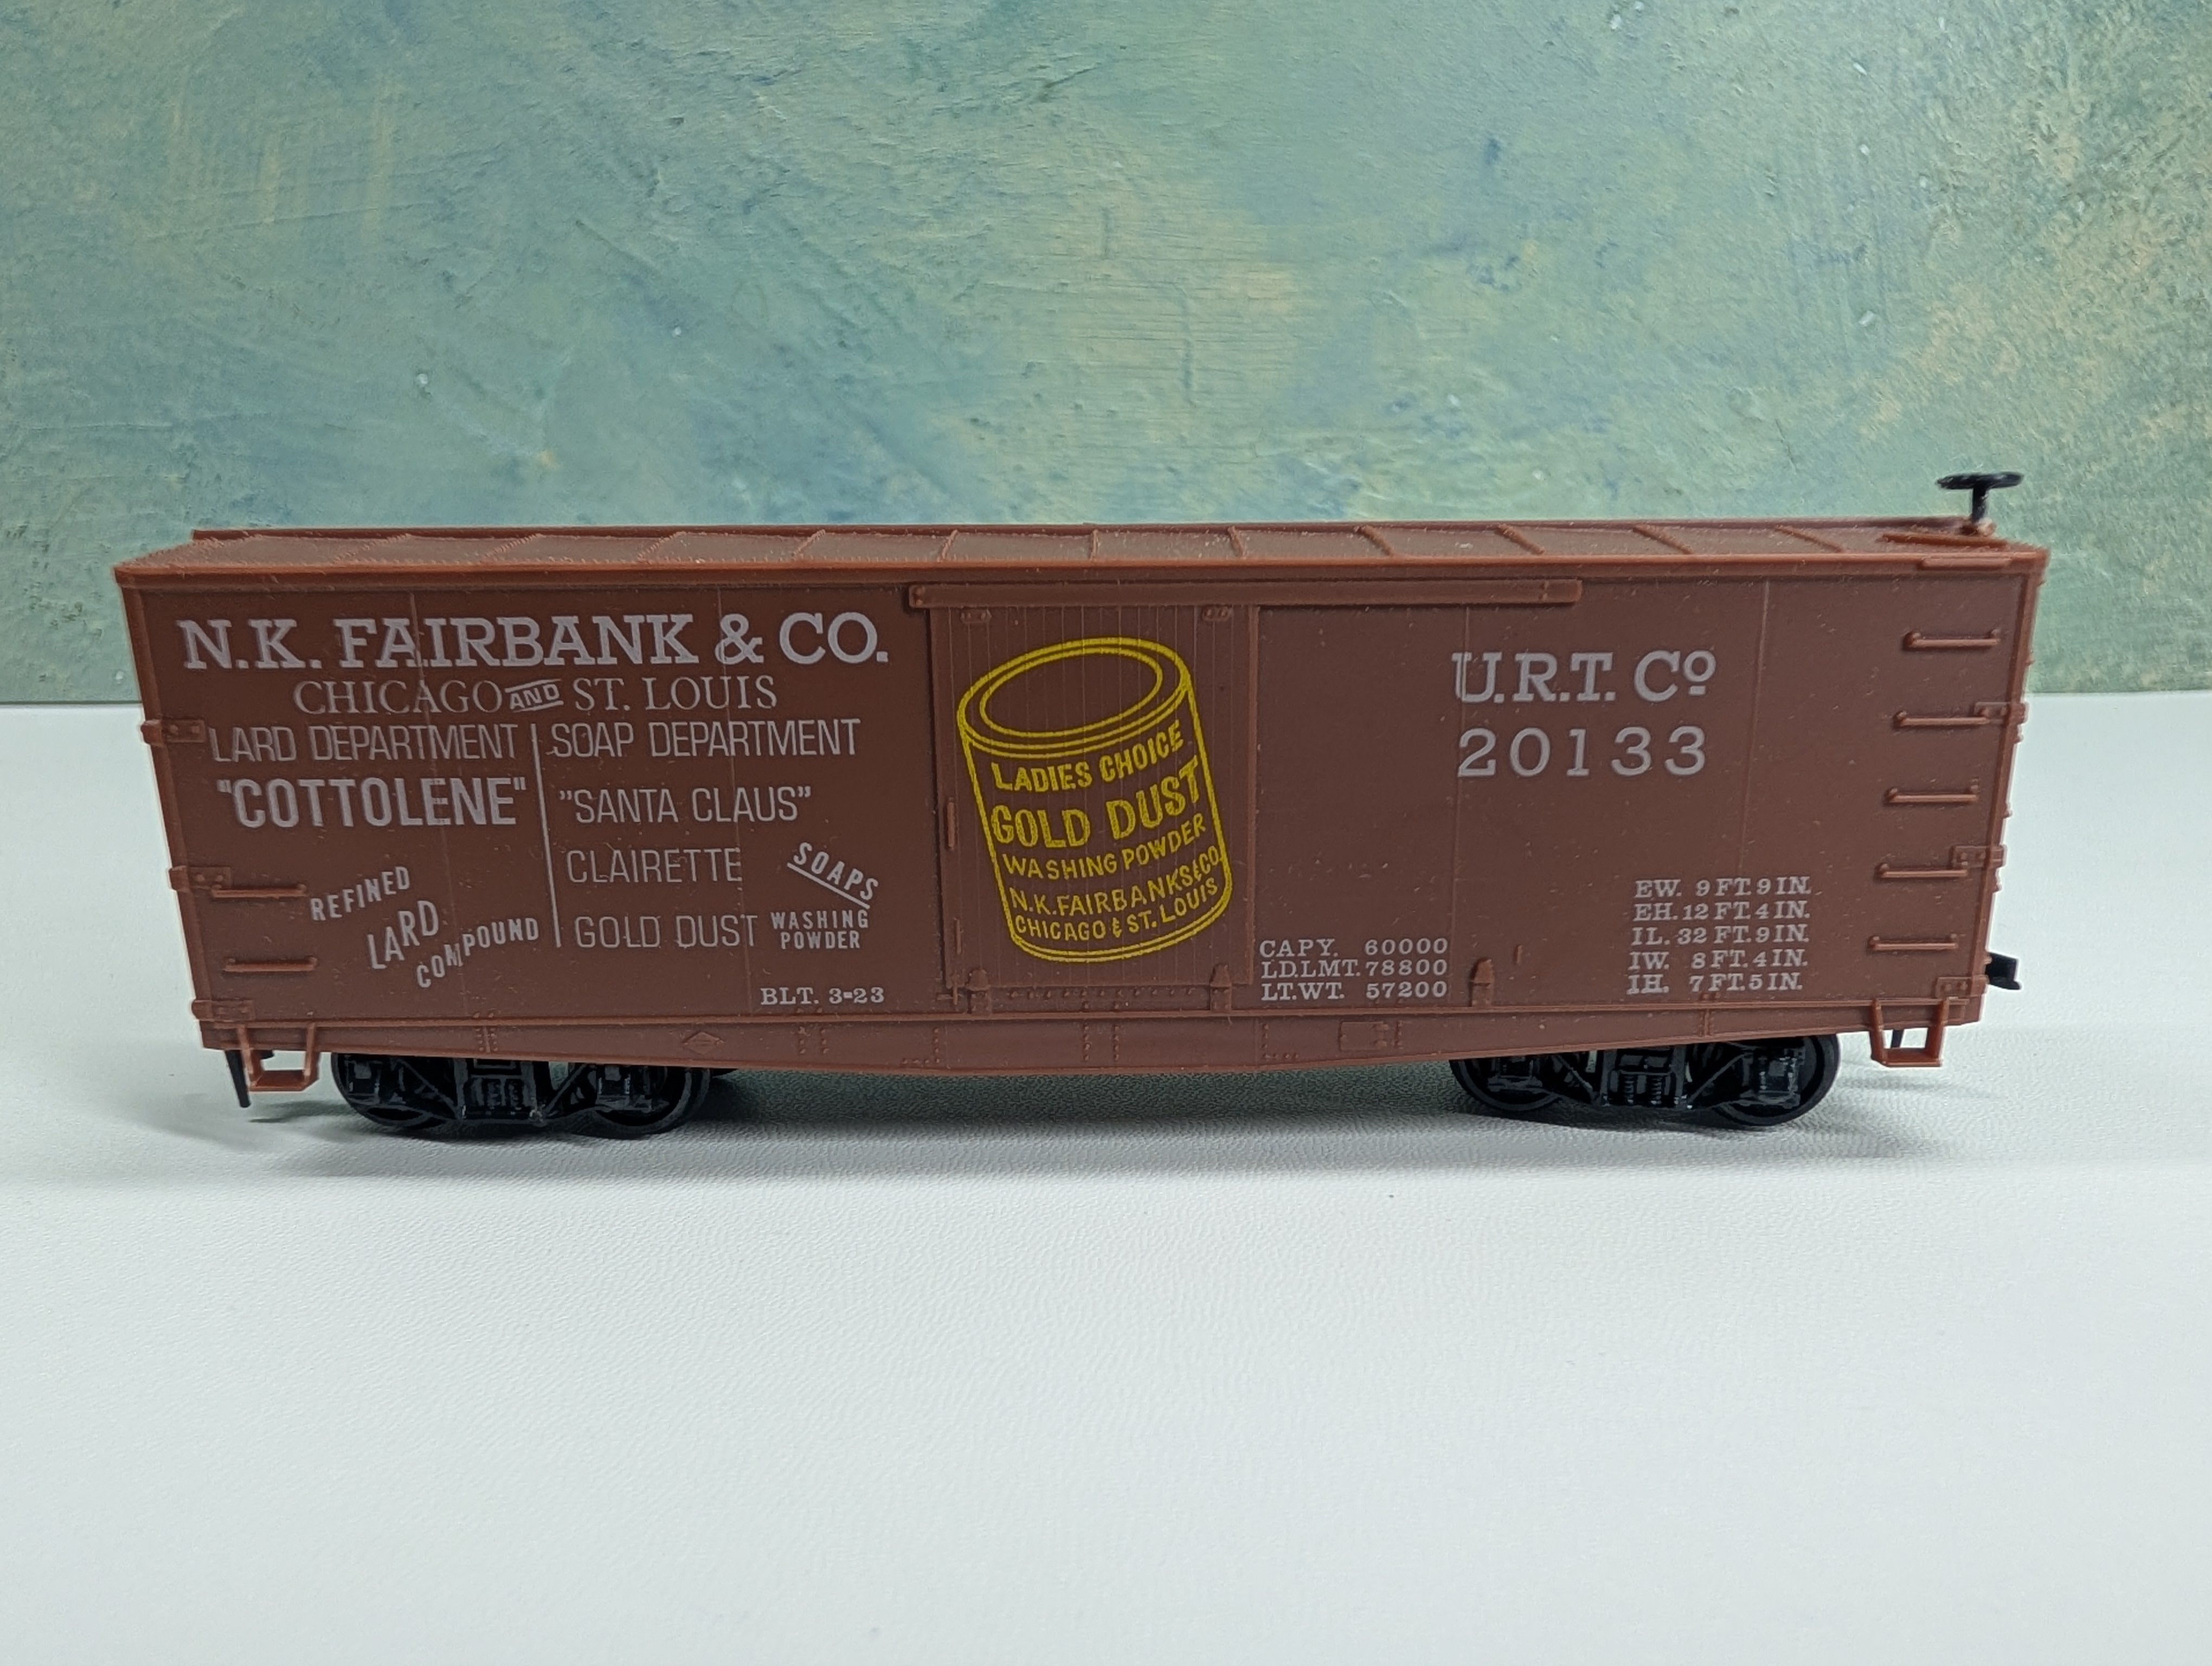 N.K. FAIRBANK & CO.
CHICAGO AND ST. LOUIS
LARD DEPARTMENT
"COTTOLENE"
REFINED
LARD
COMPOUND
SOAP DEPARTMENT
"SANTA CLAUS"
CLAIRETTE
SOAPS
GOLD DUST WASHING
POWDER
BLT. 3-23
LADIES CHOICE
GOLD DUST
WASHING POWDER
N.K.FAIRBANKS&CO
CHICAGO & ST. LOUIS
U.R.T. Co
20133
CAPY. 60000
LD.LMT. 78800
LT.WT. 57200
EW. 9 FT. 9 IN.
EH. 12 FT. 4 IN.
IL. 32 FT. 9 IN.
IW. 8 FT. 4 IN.
IH. 7 FT. 5 IN.